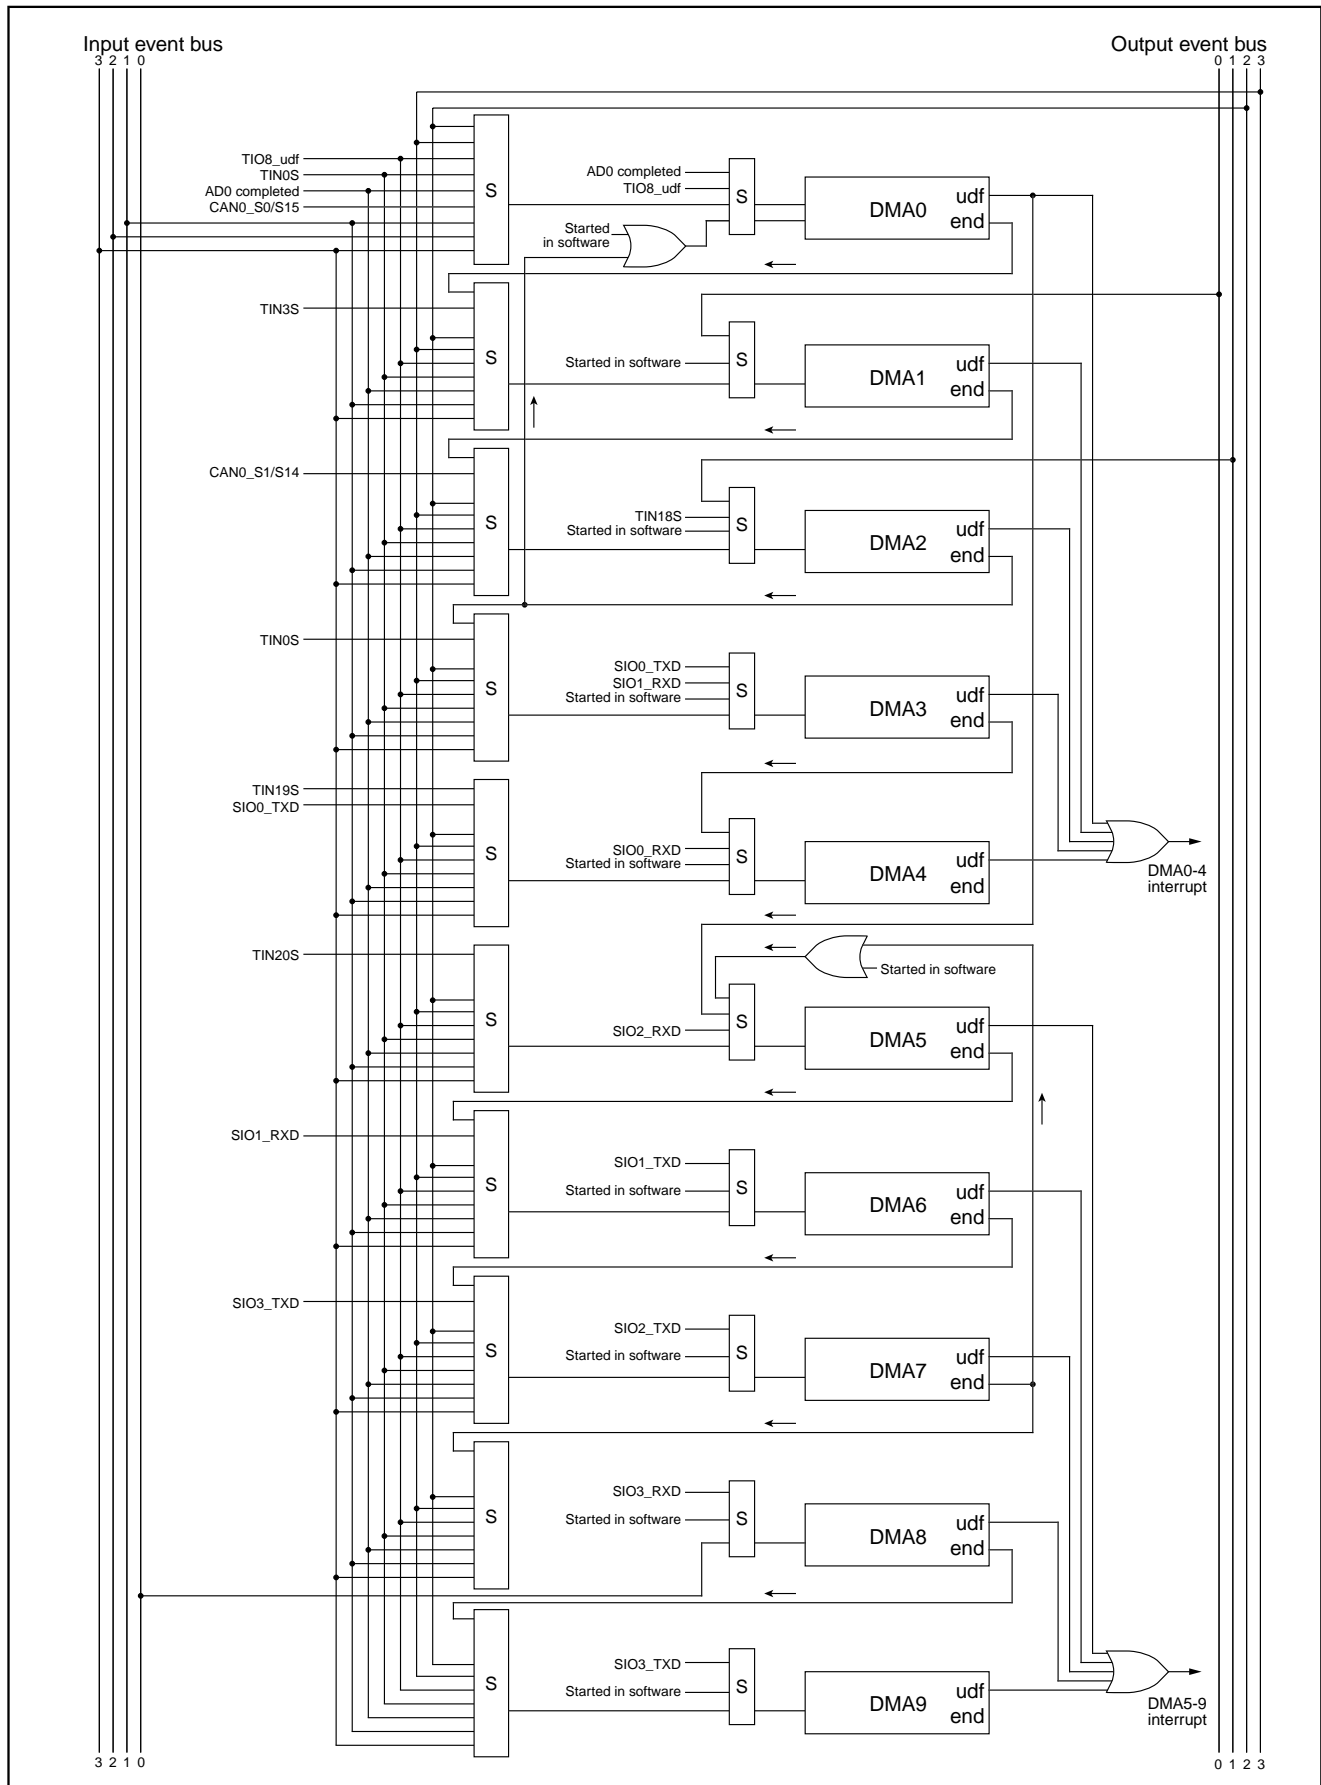 Input event bus
Output event bus
3 2 1 0
0 1 2 3
TIO8_udf
TIN0S
AD0 completed
CAN0_S0/S15
S
AD0 completed
TIO8_udf
S
Started
in software
DMA0
udf
end
TIN3S
S
Started in software
S
DMA1
udf
end
CAN0_S1/S14
S
TIN18S
Started in software
S
DMA2
udf
end
TIN0S
S
SIO0_TXD
SIO1_RXD
Started in software
S
DMA3
udf
end
TIN19S
SIO0_TXD
S
SIO0_RXD
Started in software
S
DMA4
udf
end
DMA0-4
interrupt
TIN20S
S
Started in software
SIO2_RXD
S
DMA5
udf
end
SIO1_RXD
S
SIO1_TXD
Started in software
S
DMA6
udf
end
SIO3_TXD
S
SIO2_TXD
Started in software
S
DMA7
udf
end
S
SIO3_RXD
Started in software
S
DMA8
udf
end
S
SIO3_TXD
Started in software
S
DMA9
udf
end
DMA5-9
interrupt
3 2 1 0
0 1 2 3